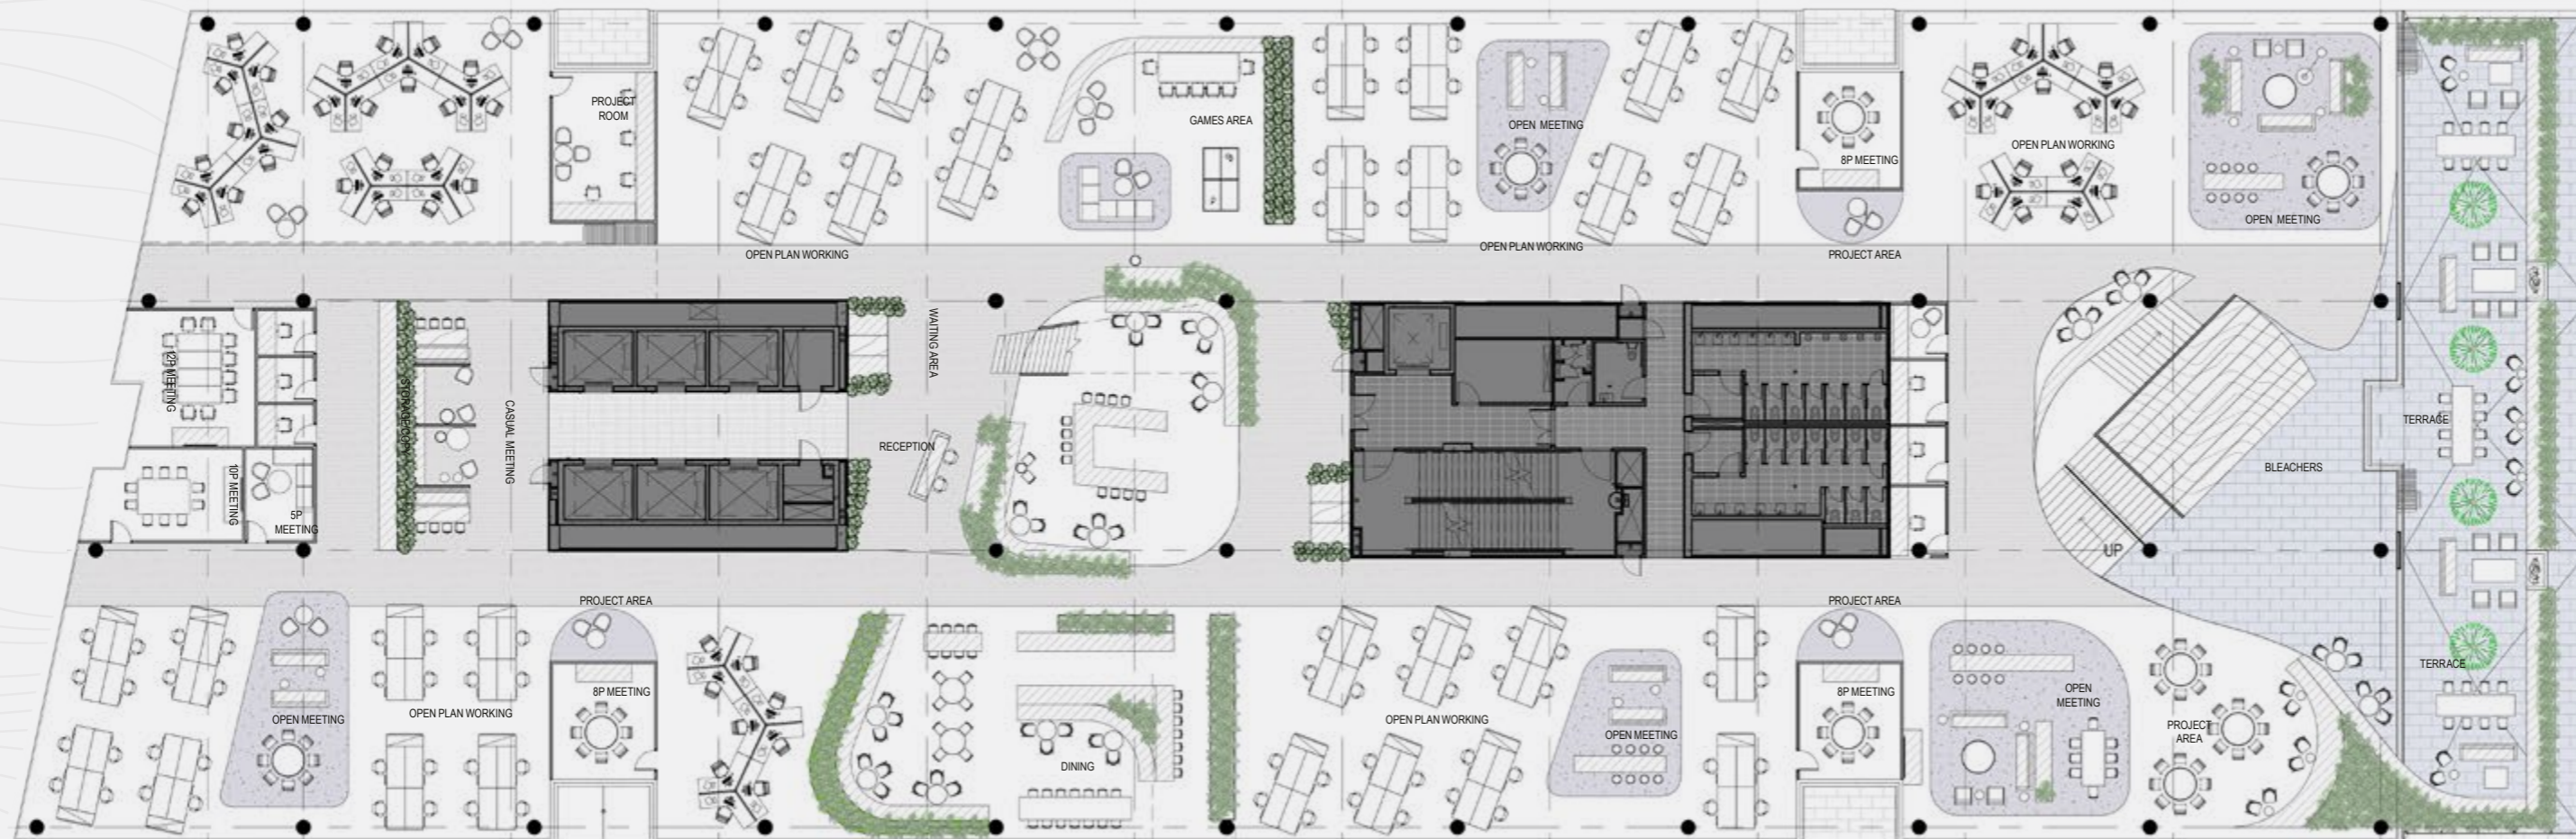 PROJECT
ROOM
GAMES AREA
OPEN MEETING
8P MEETING
OPEN PLAN WORKING
OPEN MEETING
OPEN PLAN WORKING
OPEN PLAN WORKING
PROJECT AREA
12P MEETING
10P MEETING
5P
MEETING
STORAGE/COPY
CASUAL MEETING
WAITING AREA
RECEPTION
TERRACE
BLEACHERS
UP
PROJECT AREA
PROJECT AREA
OPEN MEETING
OPEN PLAN WORKING
8P MEETING
DINING
OPEN PLAN WORKING
OPEN MEETING
8P MEETING
OPEN
MEETING
PROJECT
AREA
TERRACE